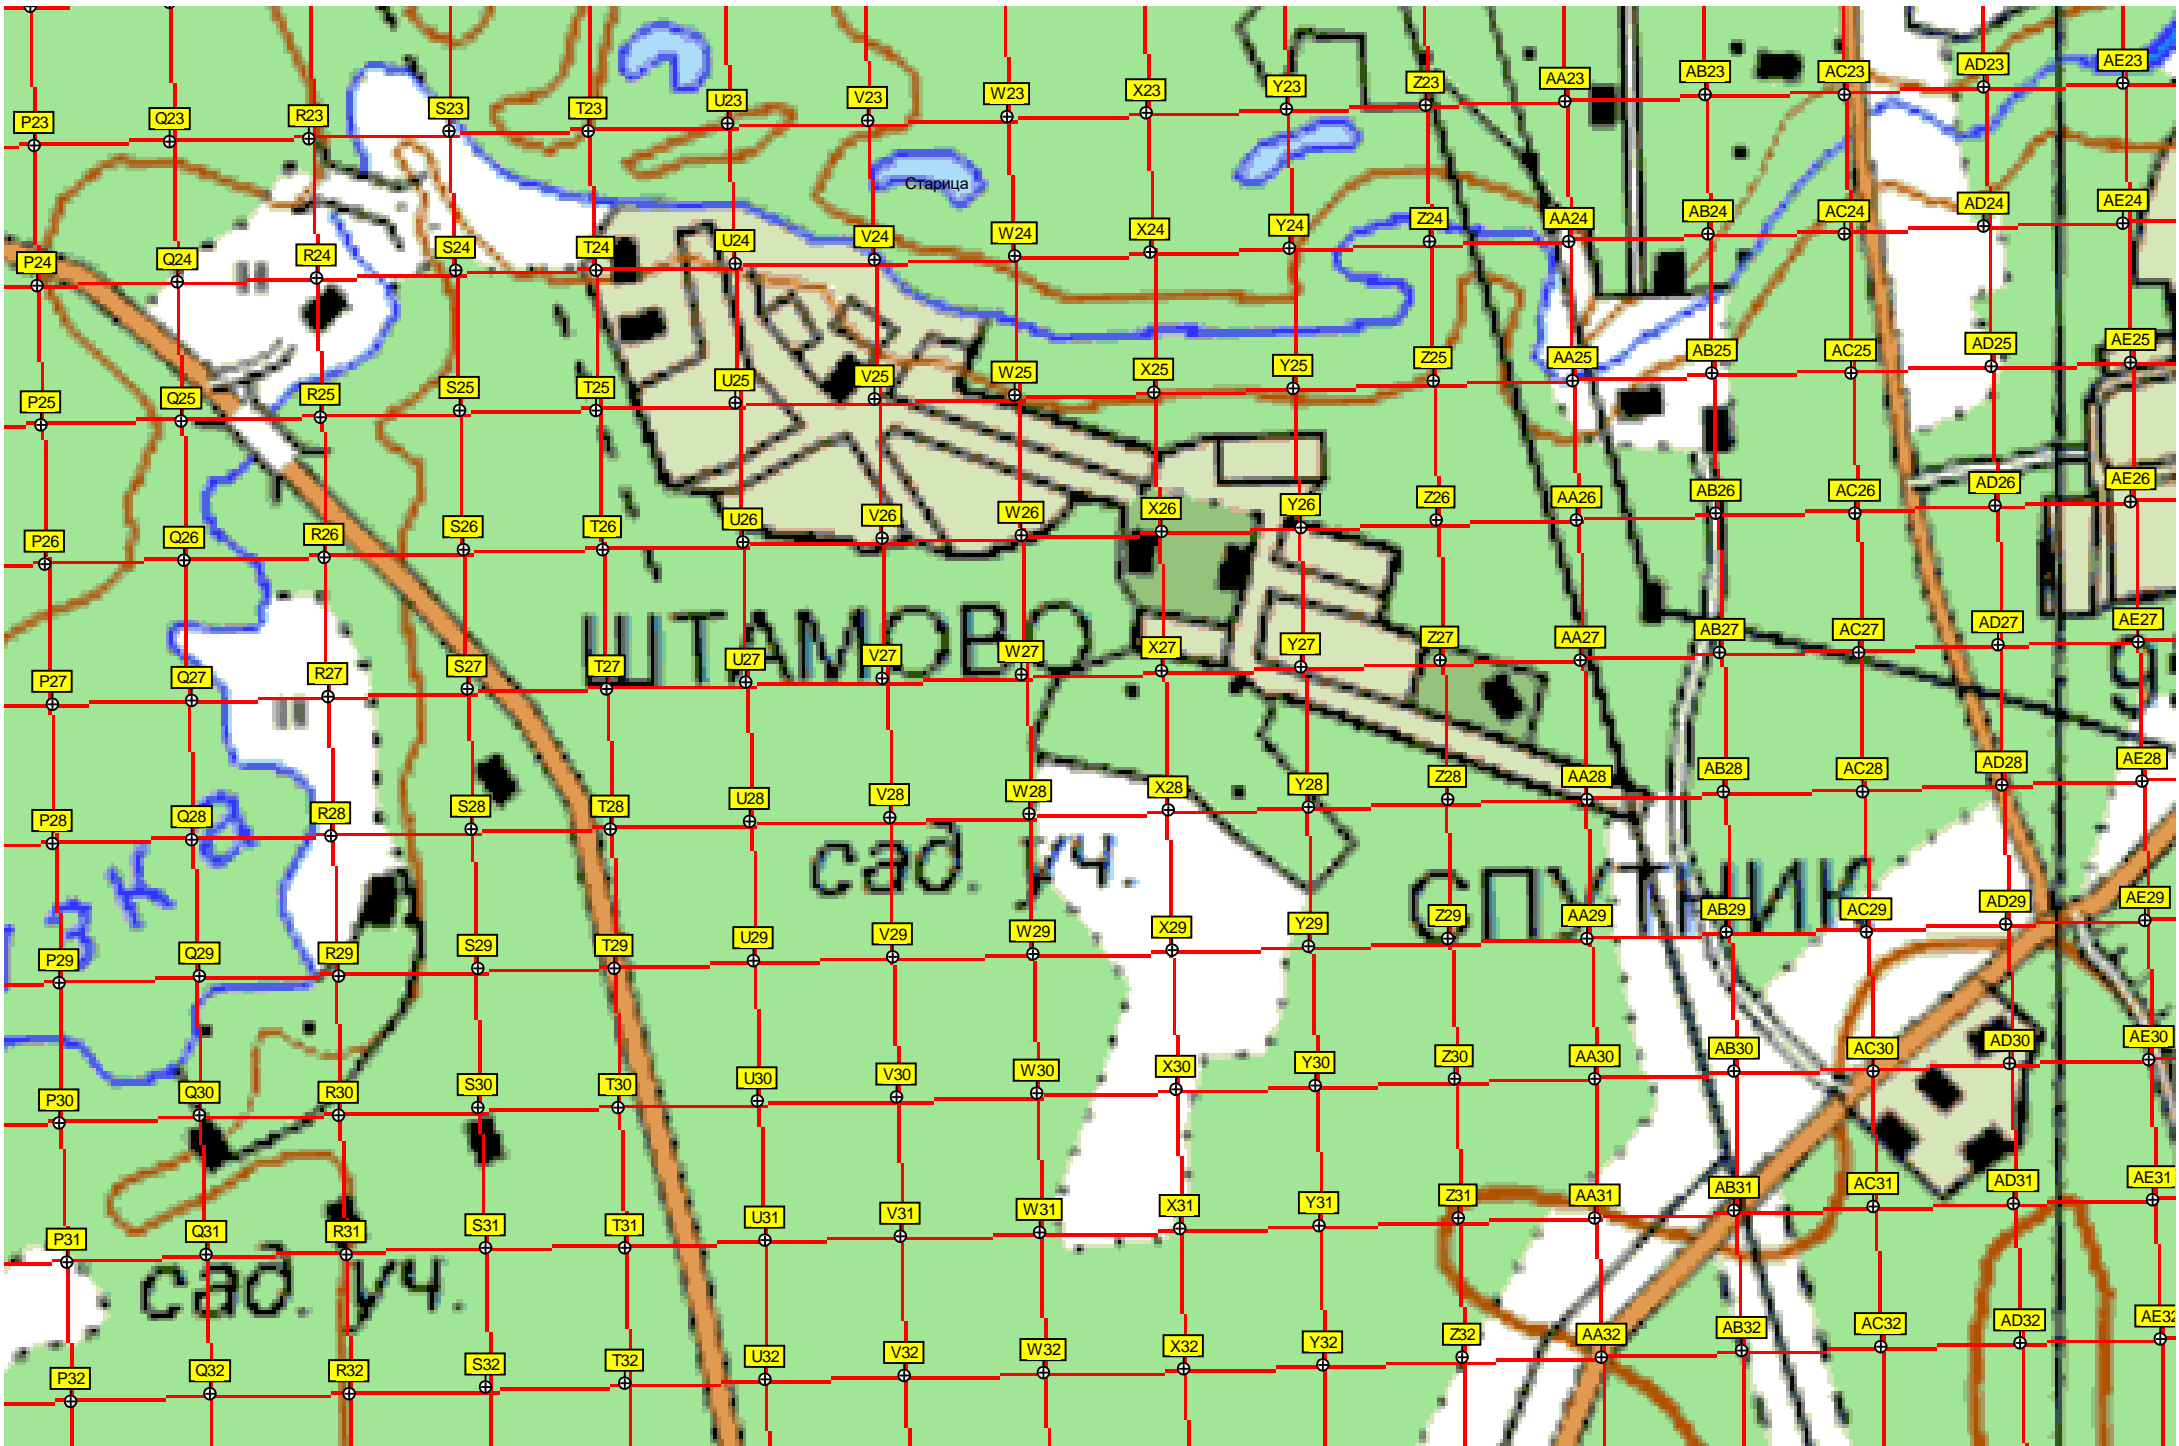 P23 Q23 R23 S23 T23 U23 V23 W23 X23 Y23 Z23 AA23 AB23 AC23 AD23 AE23
Старица
P24 Q24 R24 S24 T24 U24 V24 W24 X24 Y24 Z24 AA24 AB24 AC24 AD24 AE24
P25 Q25 R25 S25 T25 U25 V25 W25 X25 Y25 Z25 AA25 AB25 AC25 AD25 AE25
P26 Q26 R26 S26 T26 U26 V26 W26 X26 Y26 Z26 AA26 AB26 AC26 AD26 AE26
ШТАМОВО
P27 Q27 R27 S27 T27 U27 V27 W27 X27 Y27 Z27 AA27 AB27 AC27 AD27 AE27
P28 Q28 R28 S28 T28 U28 V28 W28 X28 Y28 Z28 AA28 AB28 AC28 AD28 AE28
зка
сад. уч.
СПУТНИК
P29 Q29 R29 S29 T29 U29 V29 W29 X29 Y29 Z29 AA29 AB29 AC29 AD29 AE29
P30 Q30 R30 S30 T30 U30 V30 W30 X30 Y30 Z30 AA30 AB30 AC30 AD30 AE30
P31 Q31 R31 S31 T31 U31 V31 W31 X31 Y31 Z31 AA31 AB31 AC31 AD31 AE31
сад. уч.
P32 Q32 R32 S32 T32 U32 V32 W32 X32 Y32 Z32 AA32 AB32 AC32 AD32 AE32